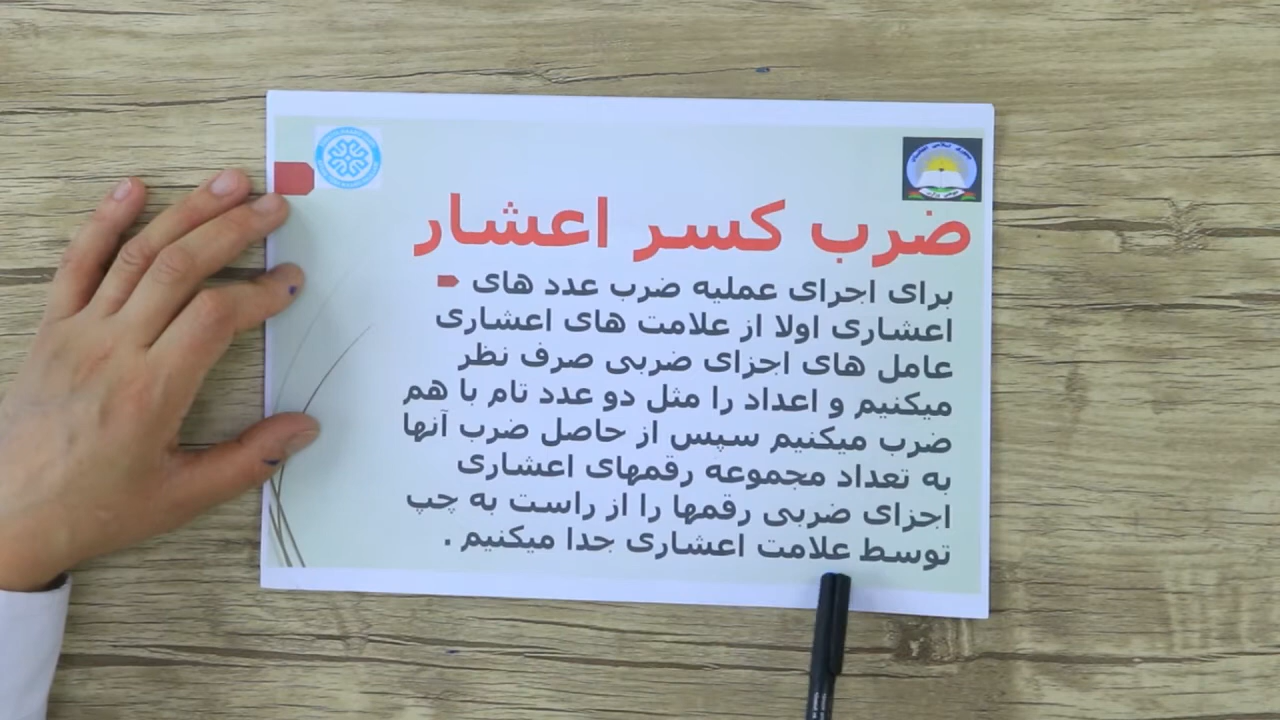 ضرب کسر اعشار
برای اجرای عملیه ضرب عدد های
اعشاری اولا از علامت های اعشاری
عامل های اجزای ضربی صرف نظر
میکنیم و اعداد را مثل دو عدد تام با هم
ضرب میکنیم سپس از حاصل ضرب آنها
به تعداد مجموعه رقمهای اعشاری
اجزای ضربی رقمها را از راست به چپ
توسط علامت اعشاری جدا میکنیم .